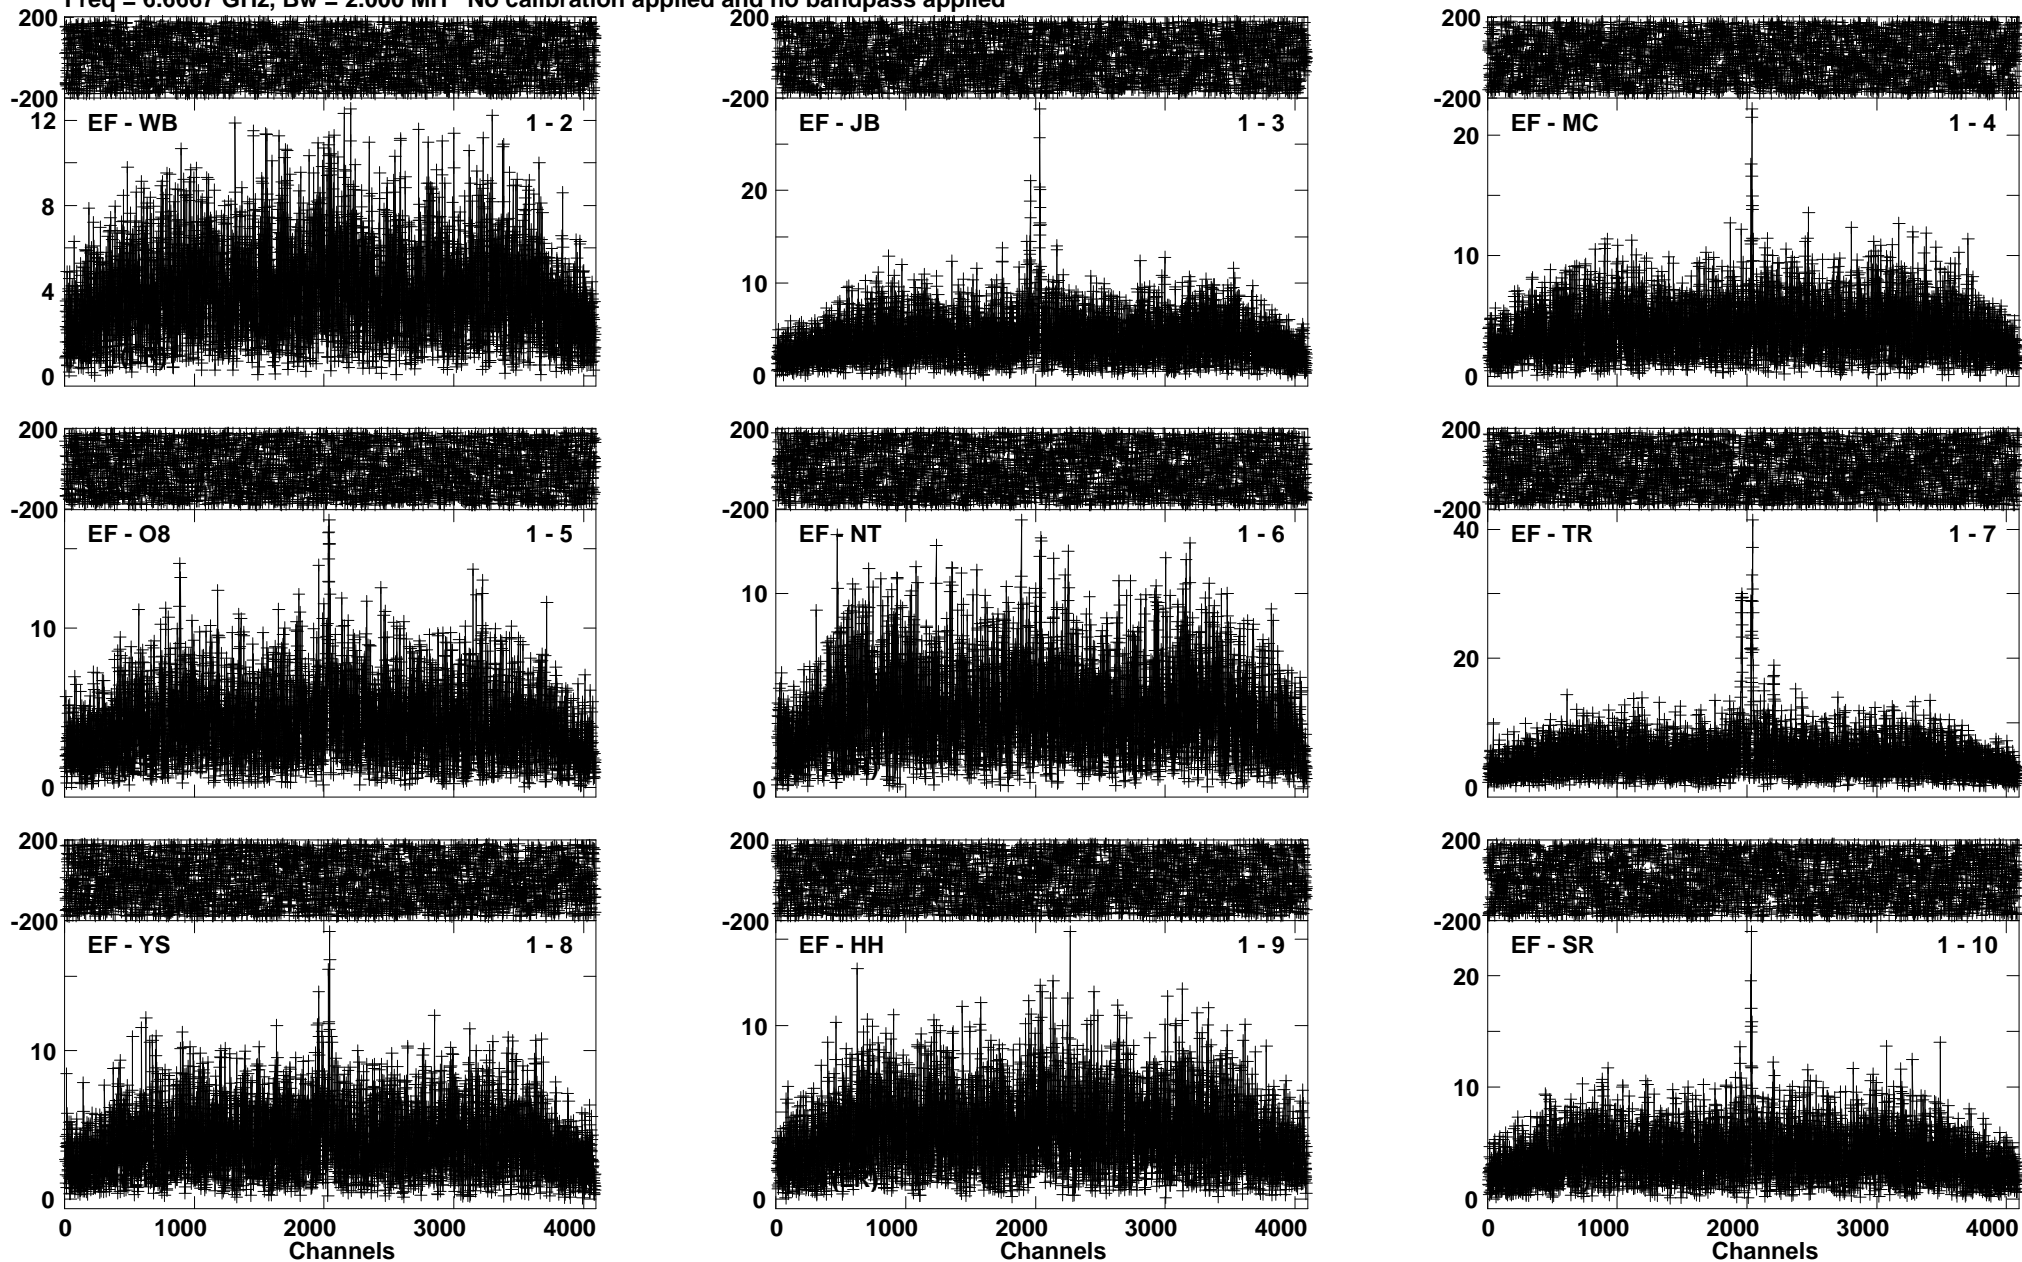 Freq = 6.6667 GHz, Bw = 2.000 MH No calibration applied and no bandpass applied
200 200 200
-200 -200 -200
EF - WB 1 - 2 EF - JB 1 - 3 EF - MC 1 - 4
12 20 20
8 10 10
4 0 0
0
200 200 200
-200 -200 -200
EF - O8 1 - 5 EF - NT 1 - 6 EF - TR 1 - 7
10 10 40
0 0 20
0
200 200 200
-200 -200 -200
EF - YS 1 - 8 EF - HH 1 - 9 EF - SR 1 - 10
10 10 20
0 0 10
0
0 1000 2000 3000 4000 0 1000 2000 3000 4000 0 1000 2000 3000 4000
Channels Channels